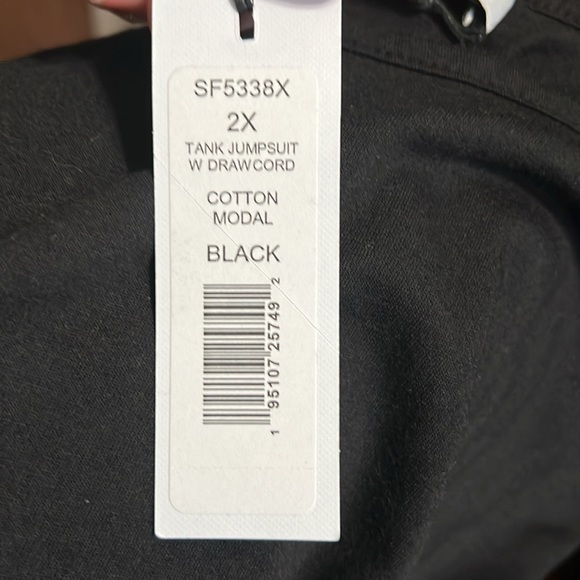 SF5338X
2X
TANK JUMPSUIT
W DRAWCORD
COTTON
MODAL
BLACK
1 95107 25749 2